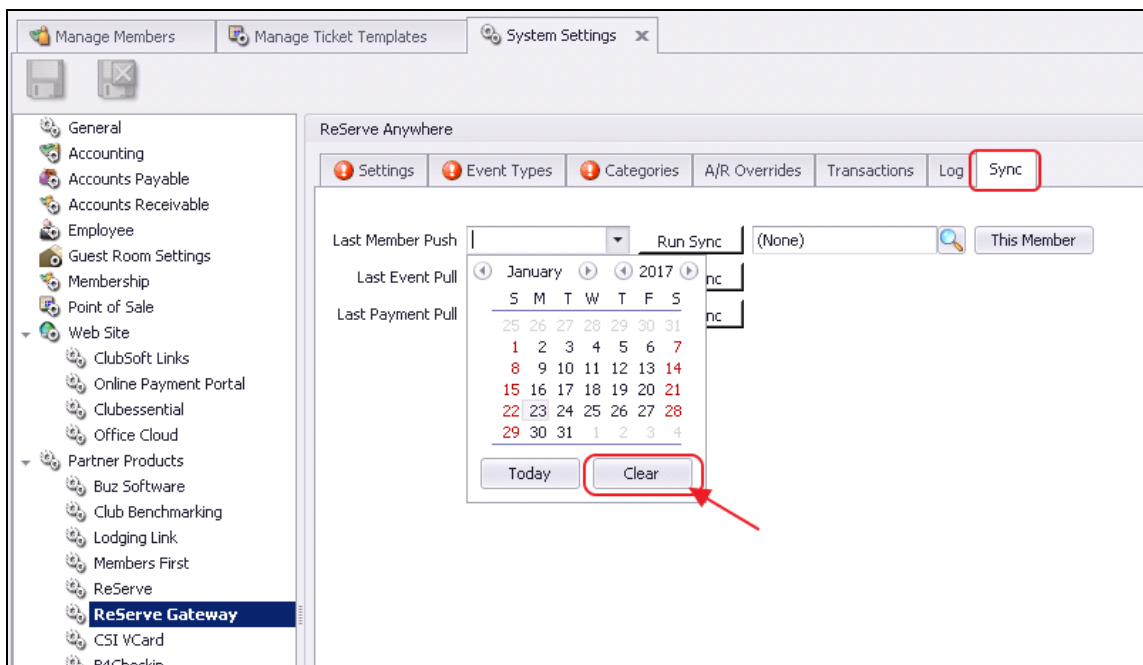 Manage Members
Manage Ticket Templates
System Settings x
General
Accounting
Accounts Payable
Accounts Receivable
Employee
Guest Room Settings
Membership
Point of Sale
Web Site
ClubSoft Links
Online Payment Portal
Clubessential
Office Cloud
Partner Products
Buz Software
Club Benchmarking
Lodging Link
Members First
ReServe
ReServe Gateway
CSI VCard
ReServe Anywhere
Settings Event Types Categories A/R Overrides Transactions Log Sync
Last Member Push Run Sync (None) This Member
Last Event Pull nc
Last Payment Pull nc
January 2017
S M T W T F S
25 26 27 28 29 30 31
1 2 3 4 5 6 7
8 9 10 11 12 13 14
15 16 17 18 19 20 21
22 23 24 25 26 27 28
29 30 31 1 2 3 4
Today Clear